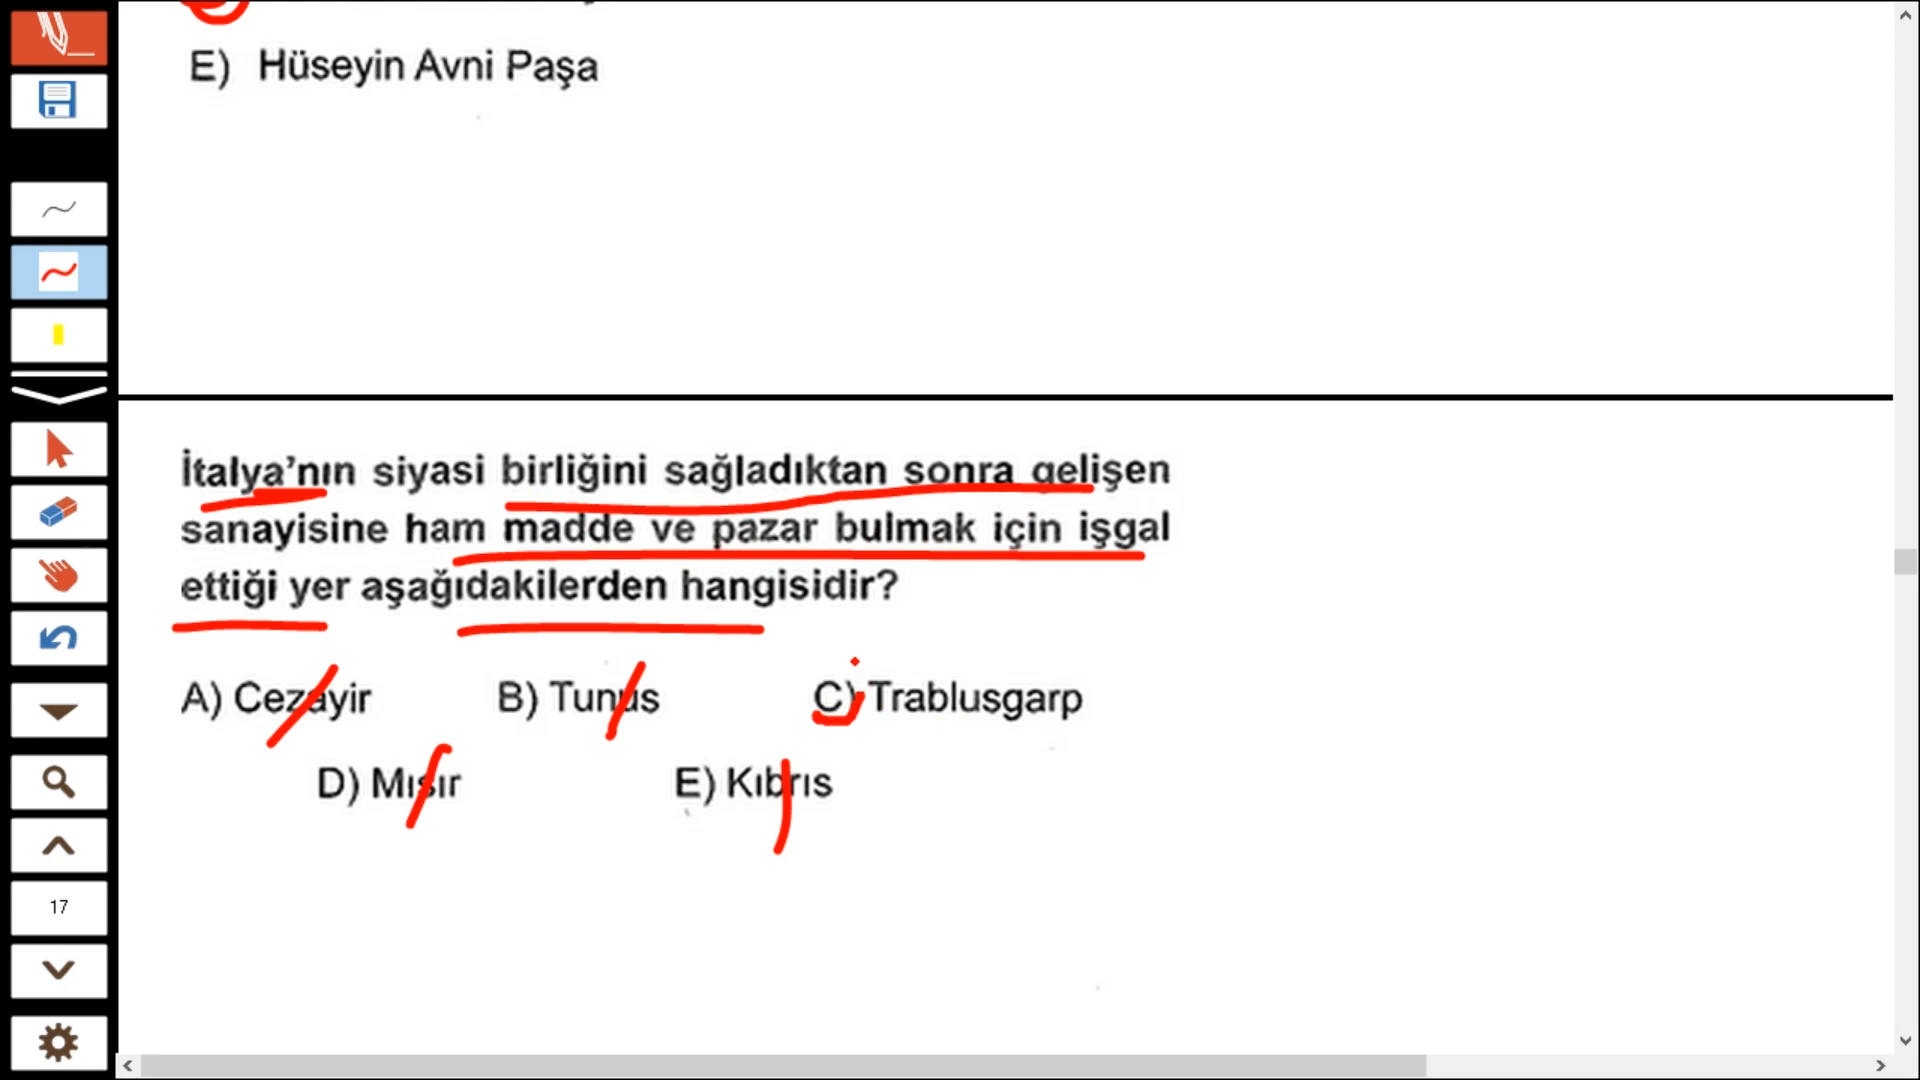 E) Hüseyin Avni Paşa
İtalya'nın siyasi birliğini sağladıktan sonra gelişen
sanayisine ham madde ve pazar bulmak için işgal
ettiği yer aşağıdakilerden hangisidir?
A) Cezayir B) Tunus C) Trablusgarp
D) Mısır E) Kıbrıs
17